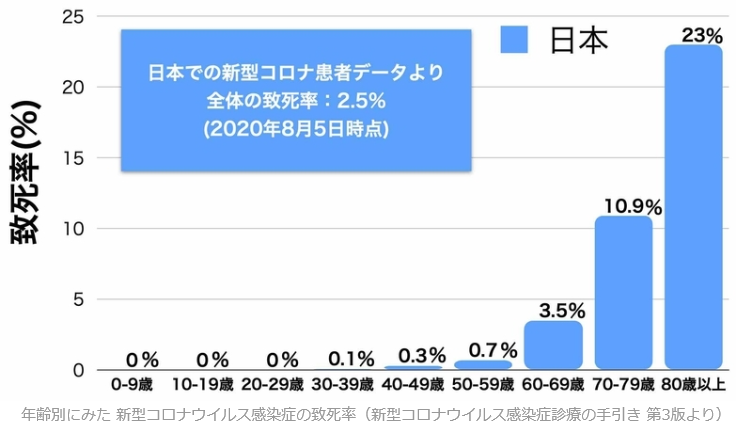 25
20
15
10
5
0
致死率(%)
日本での新型コロナ患者データより
全体の致死率：2.5%
(2020年8月5日時点)
日本
0%
0%
0%
0.1%
0.3%
0.7%
3.5%
10.9%
23%
0-9歳
10-19歳
20-29歳
30-39歳
40-49歳
50-59歳
60-69歳
70-79歳
80歳以上
年齢別にみた 新型コロナウイルス感染症の致死率（新型コロナウイルス感染症診療の手引き 第3版より）